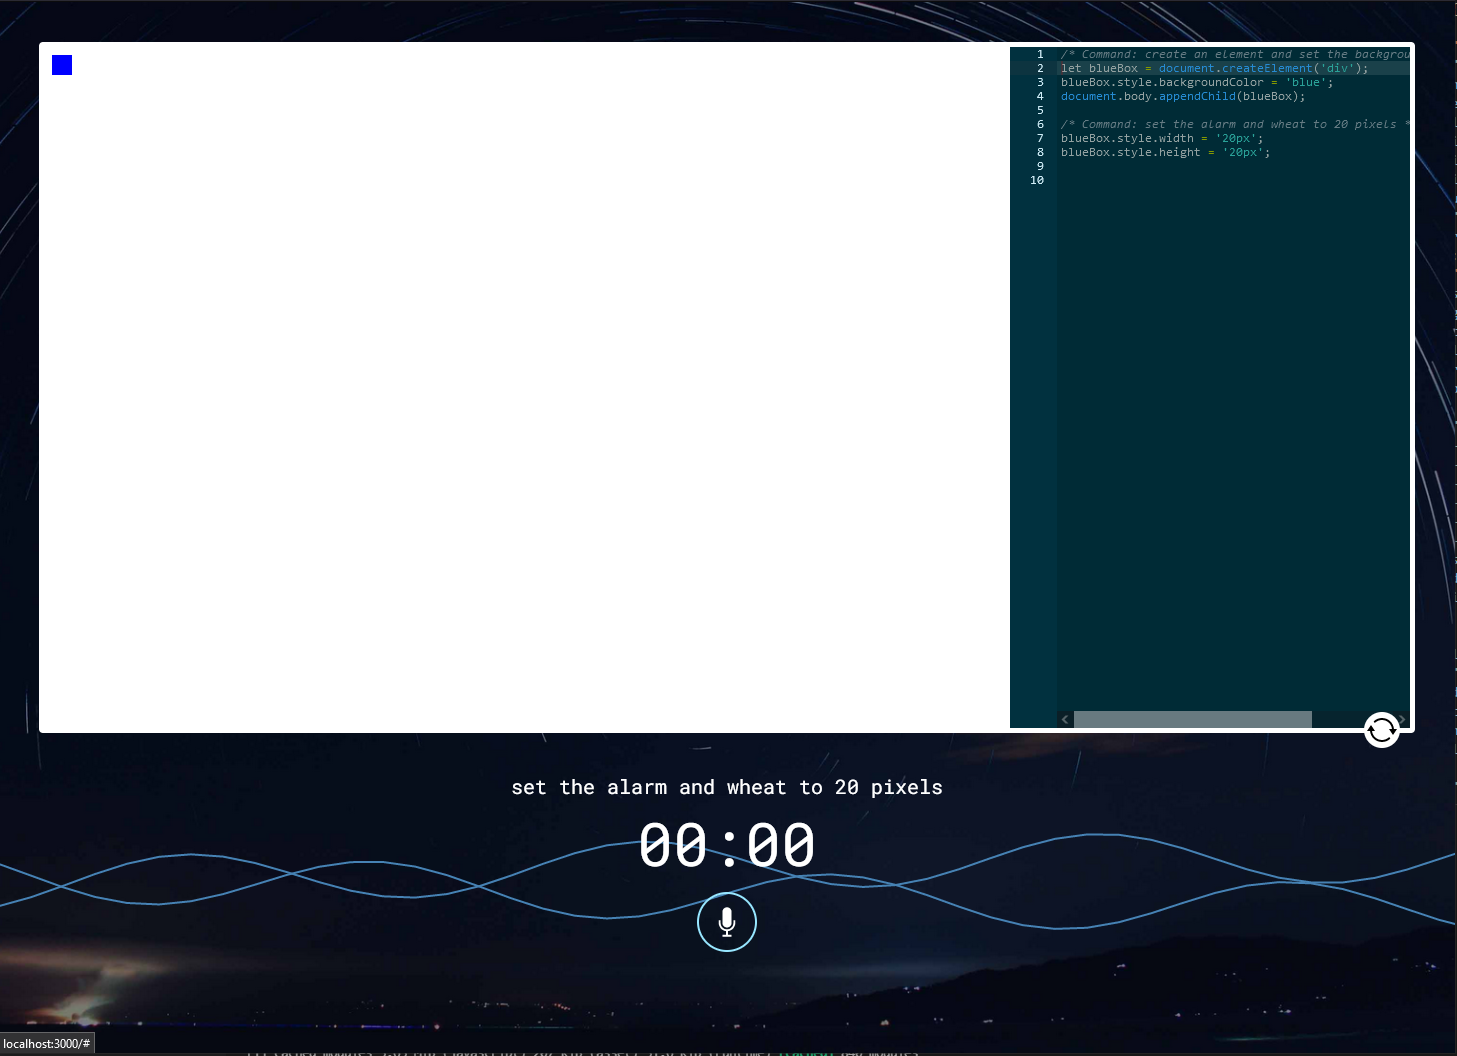 1 /* Command: create an element and set the backgrou
2 let blueBox = document.createElement('div');
3 blueBox.style.backgroundColor = 'blue';
4 document.body.appendChild(blueBox);
5
6 /* Command: set the alarm and wheat to 20 pixels *
7 blueBox.style.width = '20px';
8 blueBox.style.height = '20px';
9
10
set the alarm and wheat to 20 pixels
00:00
localhost:3000/#